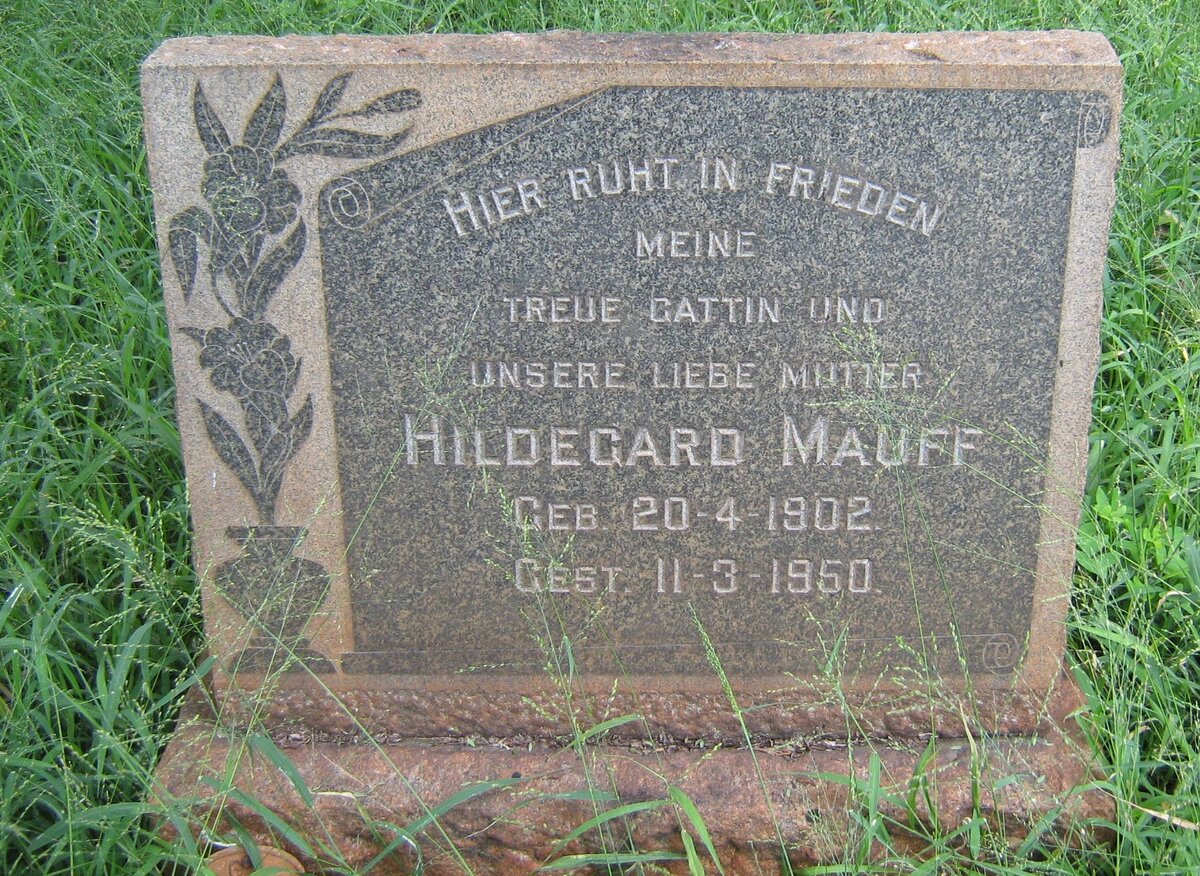 HIER RUHT IN FRIEDEN
MEINE
TREUE GATTIN UND
UNSERE LIEBE MUTTER
HILDEGARD MAUFF
GEB. 20-4-1902.
GEST. 11-3-1950.